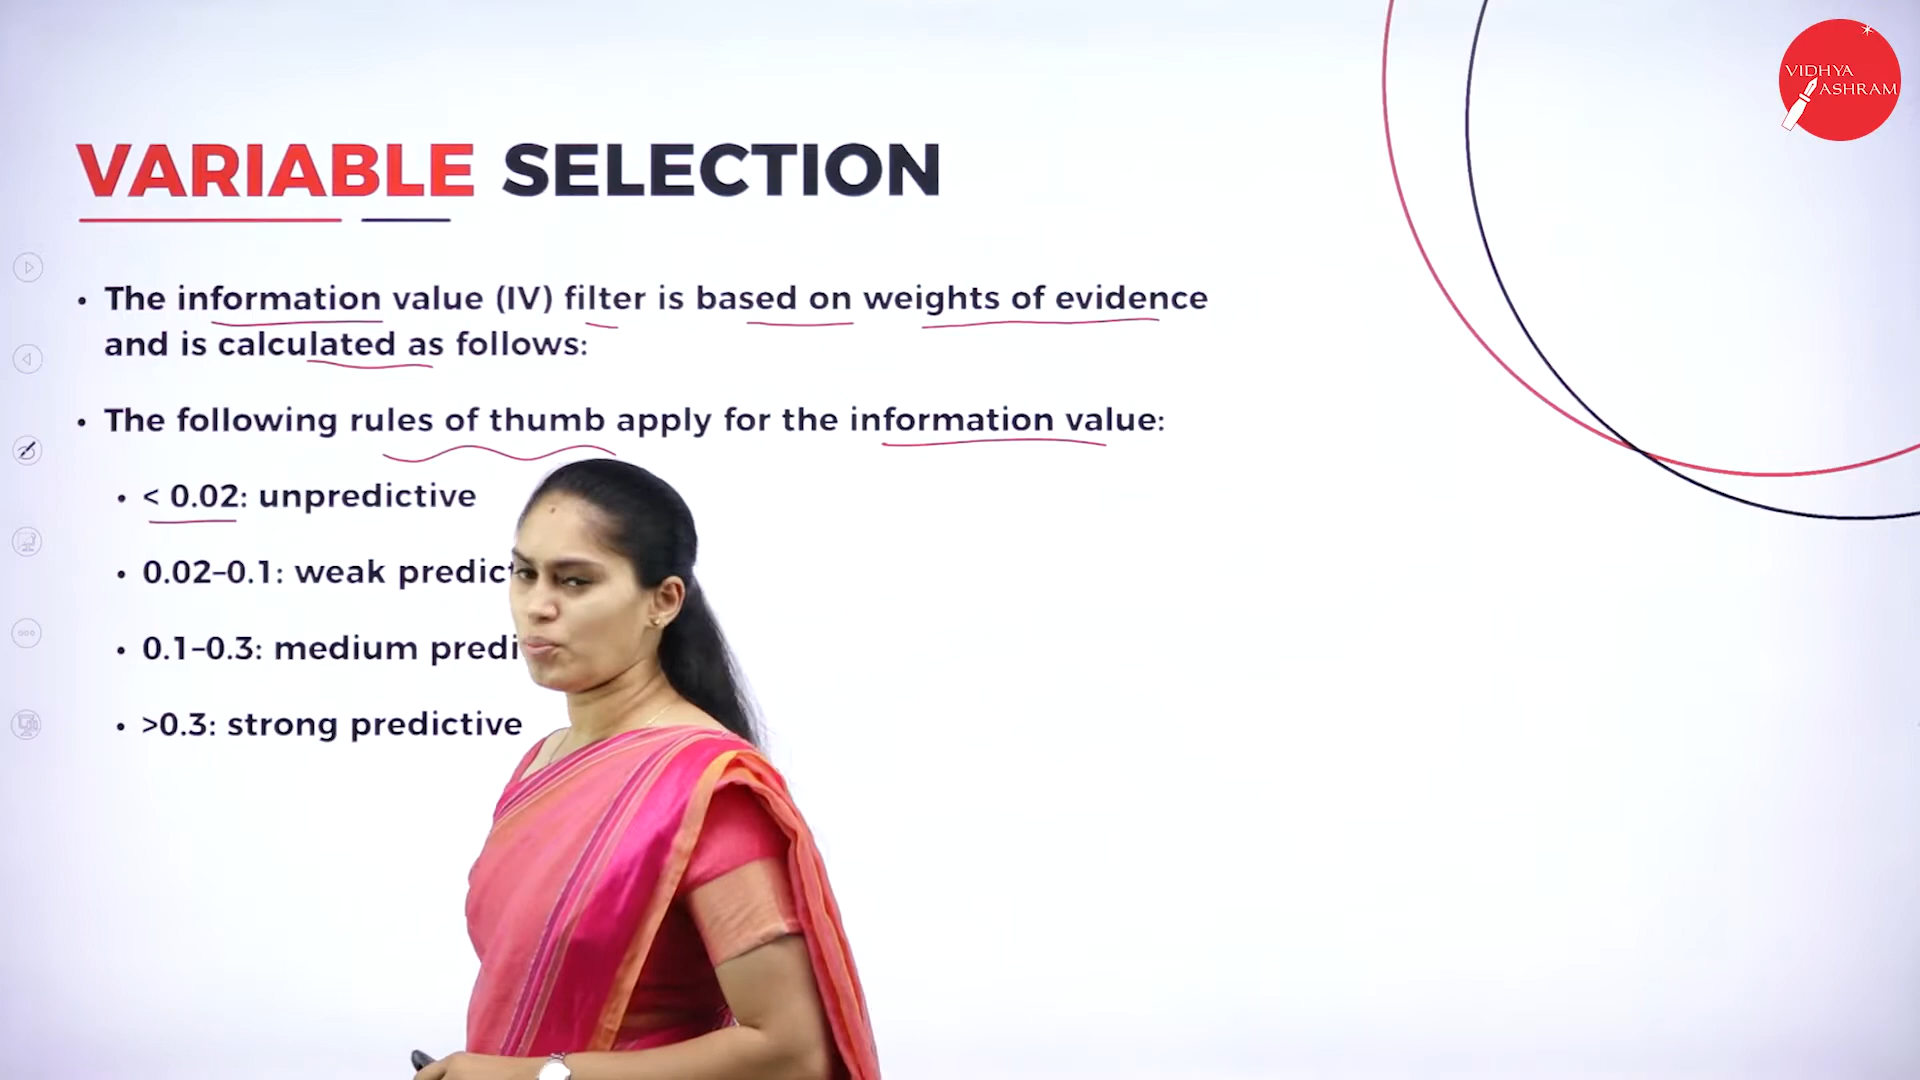 VIDHYA
ASHRAM
VARIABLE SELECTION
• The information value (IV) filter is based on weights of evidence
and is calculated as follows:
• The following rules of thumb apply for the information value:
• < 0.02: unpredictive
• 0.02–0.1: weak
• 0.1–0.3: medium
• >0.3: strong predictive